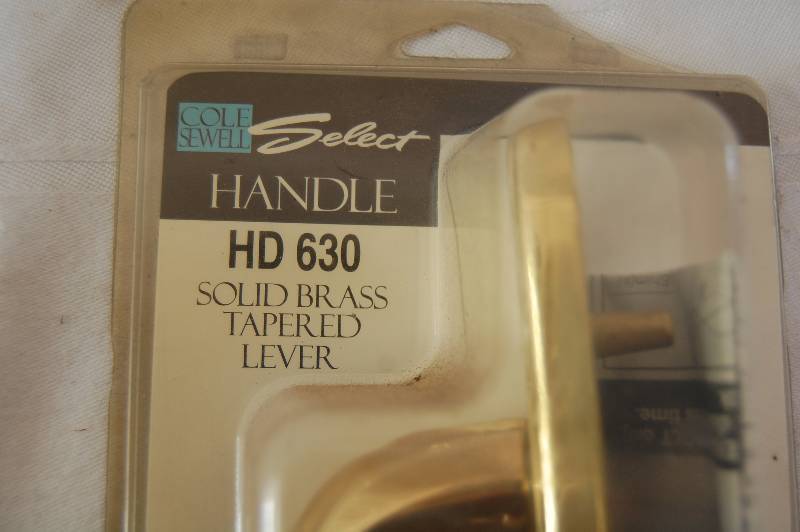 COLE
SEWELL
Select
HANDLE
HD 630
SOLID BRASS
TAPERED
LEVER